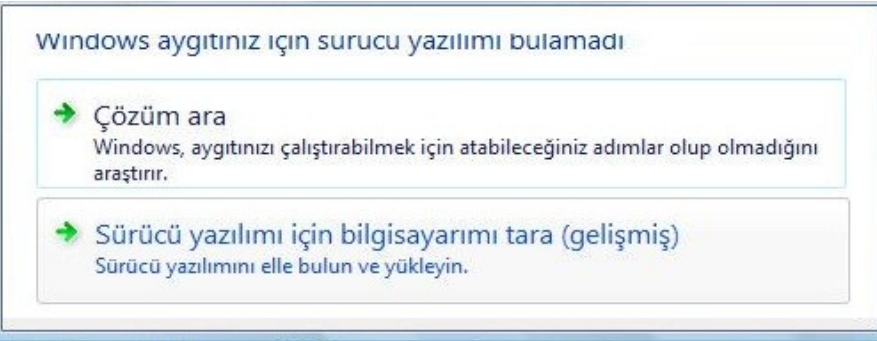 Windows aygıtınız için sürücü yazılımı bulamadı
Çözüm ara
Windows, aygıtınızı çalıştırabilmek için atabileceğiniz adımlar olup olmadığını
araştırır.
Sürücü yazılımı için bilgisayarımı tara (gelişmiş)
Sürücü yazılımını elle bulun ve yükleyin.